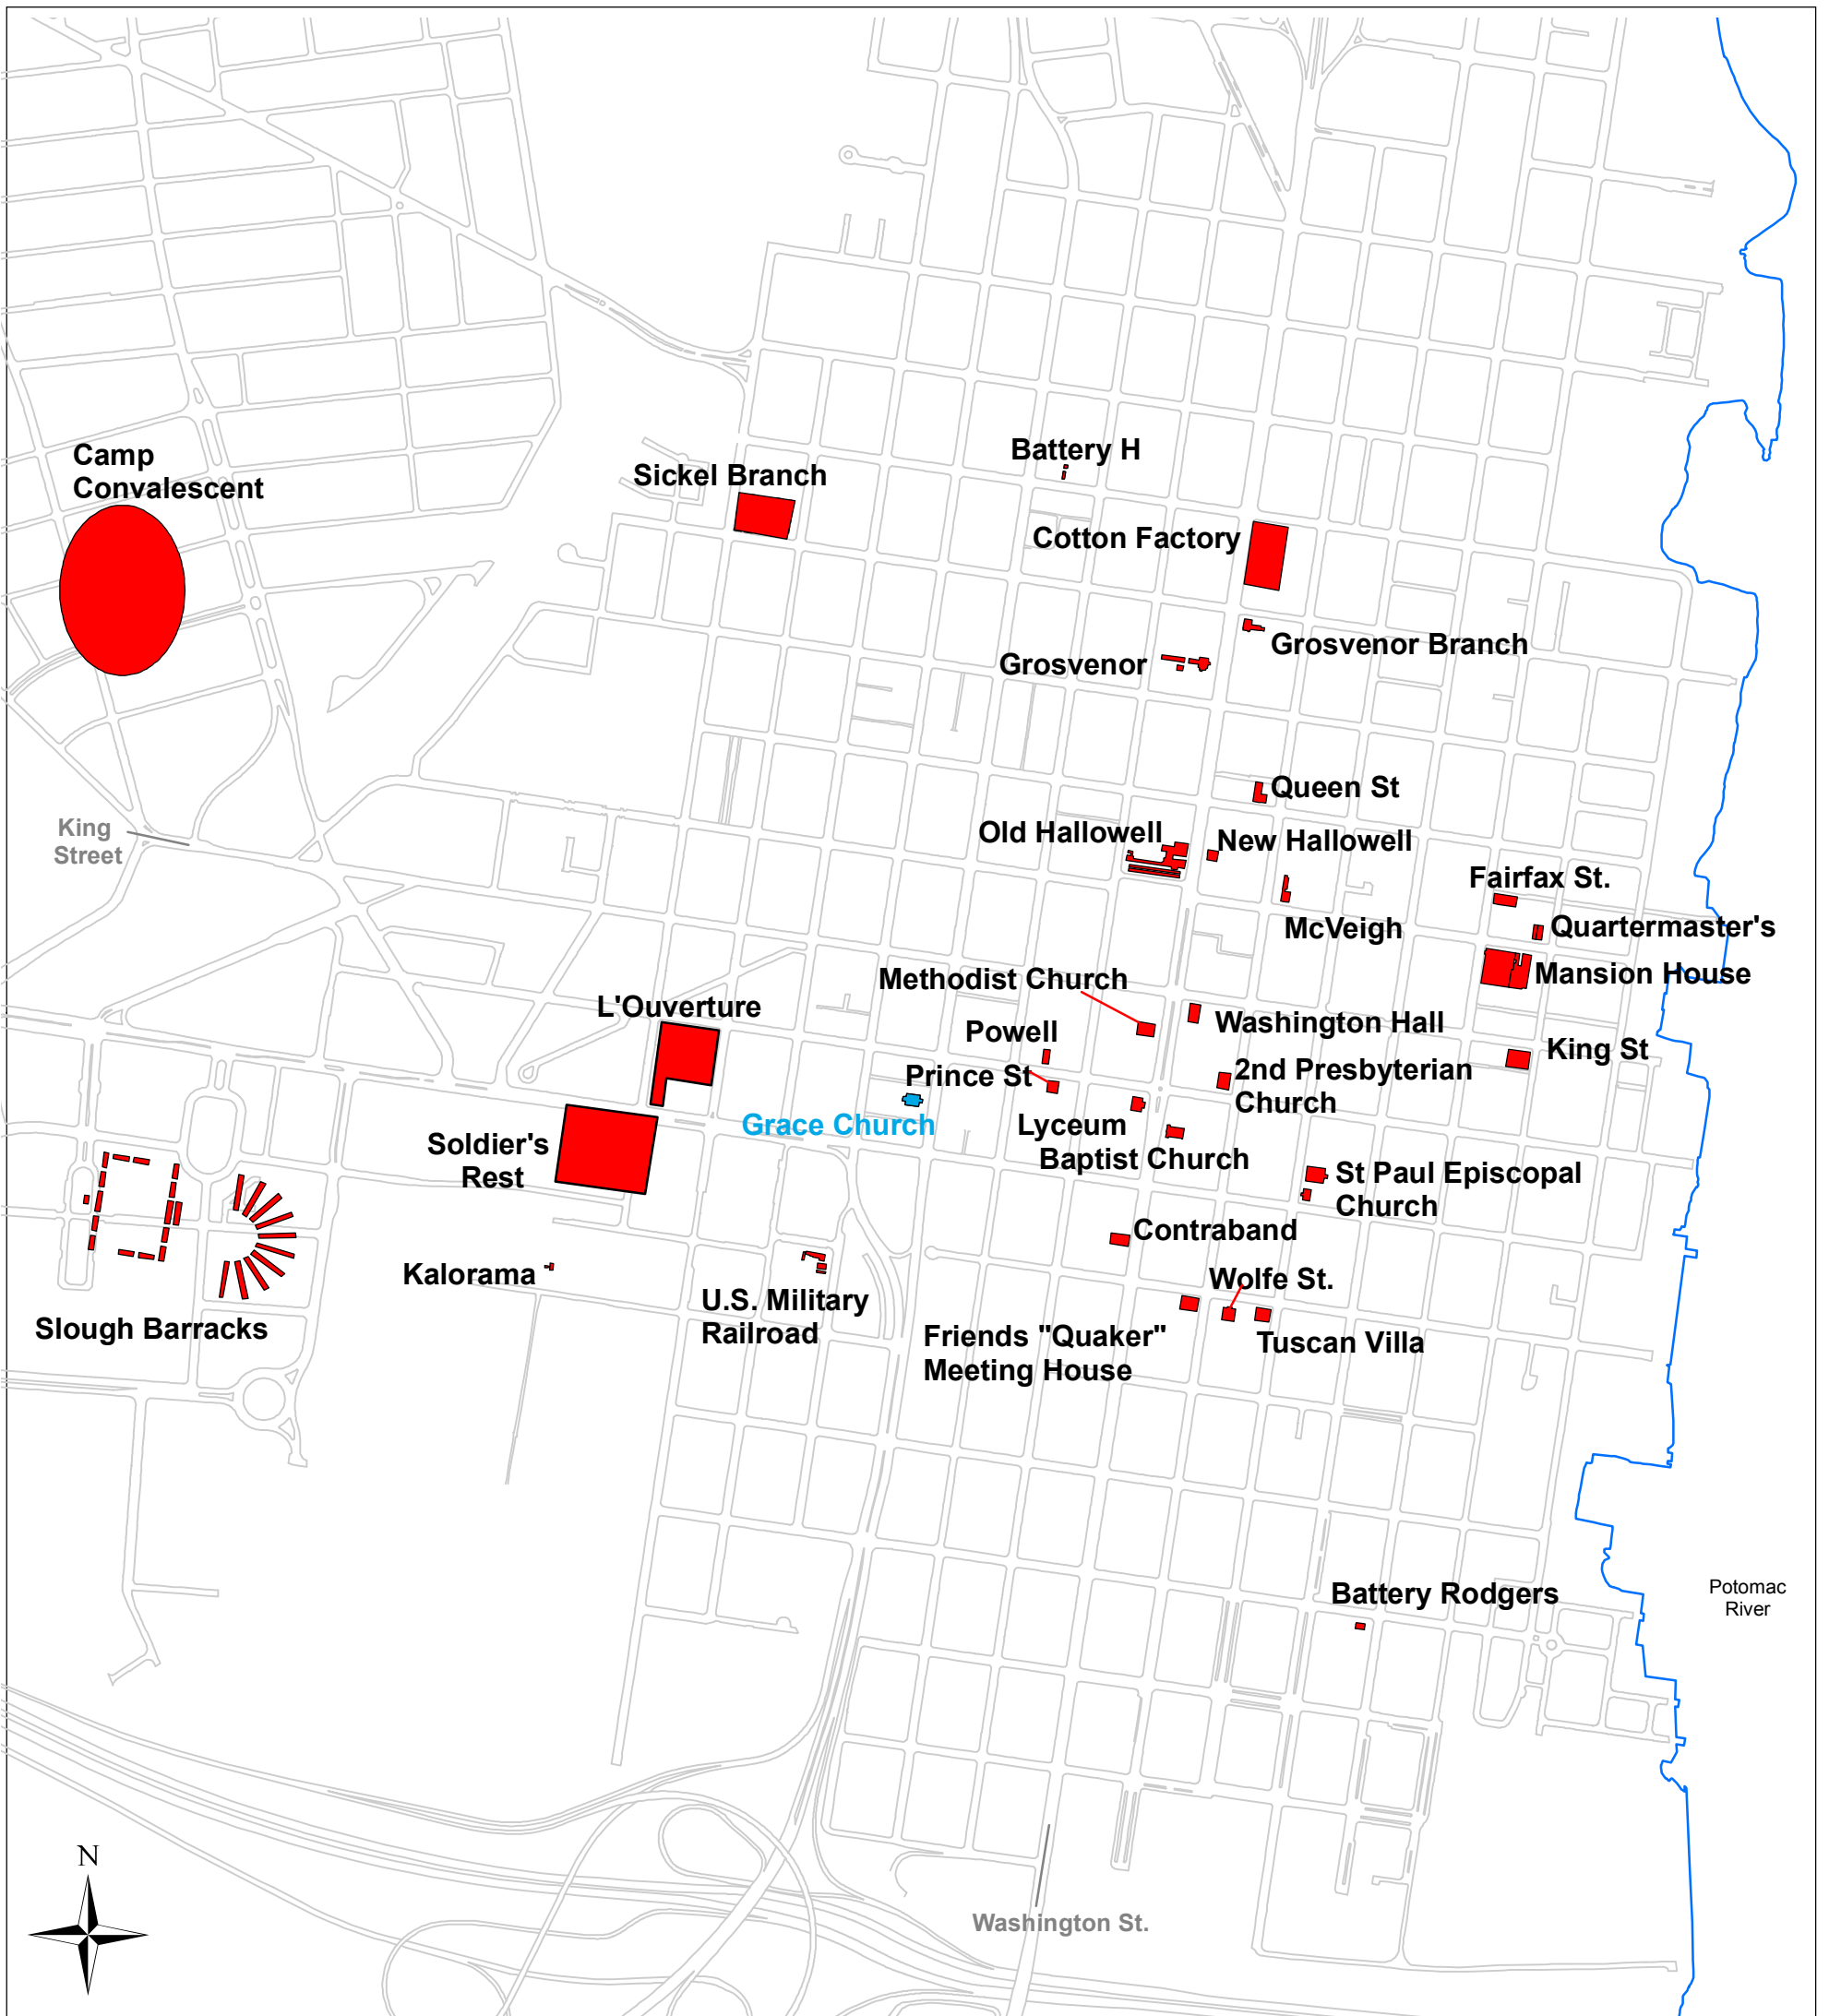 Camp
Convalescent
Sickel Branch
Battery H
Cotton Factory
Grosvenor Branch
Grosvenor
Queen St
King
Street
Old Hallowell
New Hallowell
Fairfax St.
McVeigh
Quartermaster's
Mansion House
Methodist Church
L'Ouverture
Washington Hall
Powell
King St
Prince St
2nd Presbyterian
Church
Grace Church
Lyceum
Soldier's
Rest
Baptist Church
St Paul Episcopal
Church
Contraband
Kalorama
Wolfe St.
U.S. Military
Railroad
Slough Barracks
Friends "Quaker"
Meeting House
Tuscan Villa
Battery Rodgers
Potomac
River
N
Washington St.